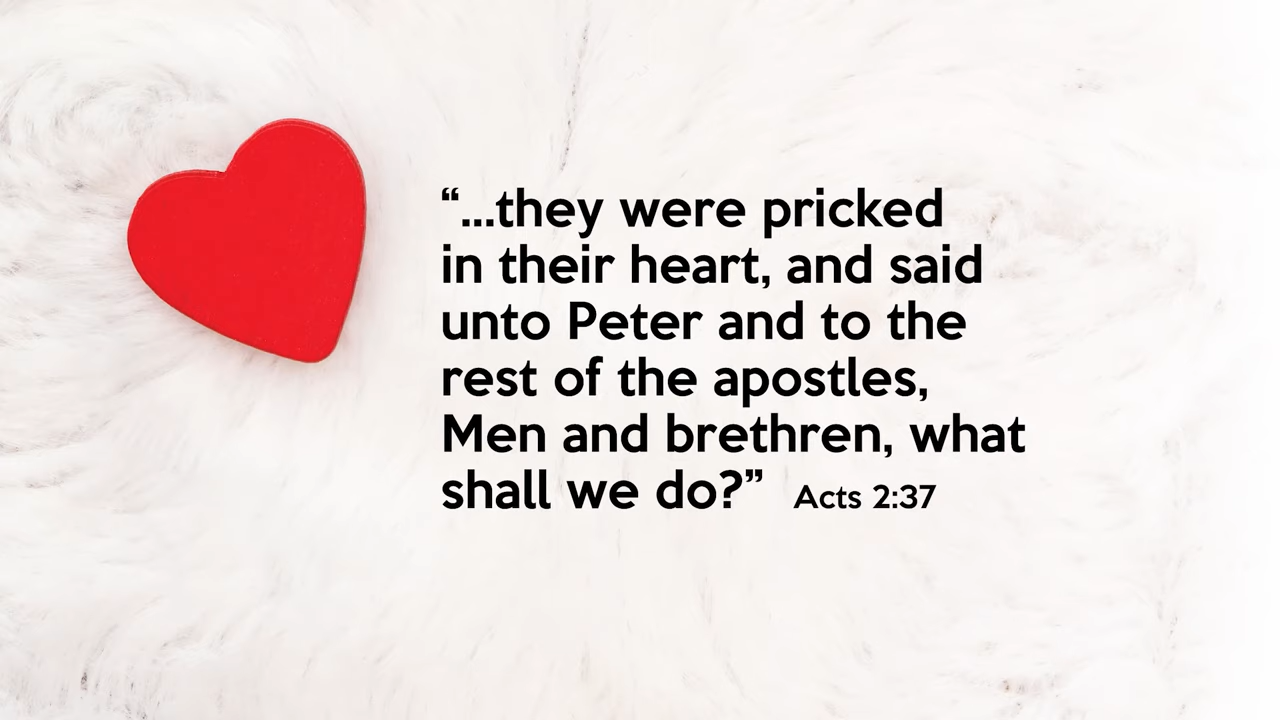 “...they were pricked
in their heart, and said
unto Peter and to the
rest of the apostles,
Men and brethren, what
shall we do?” Acts 2:37